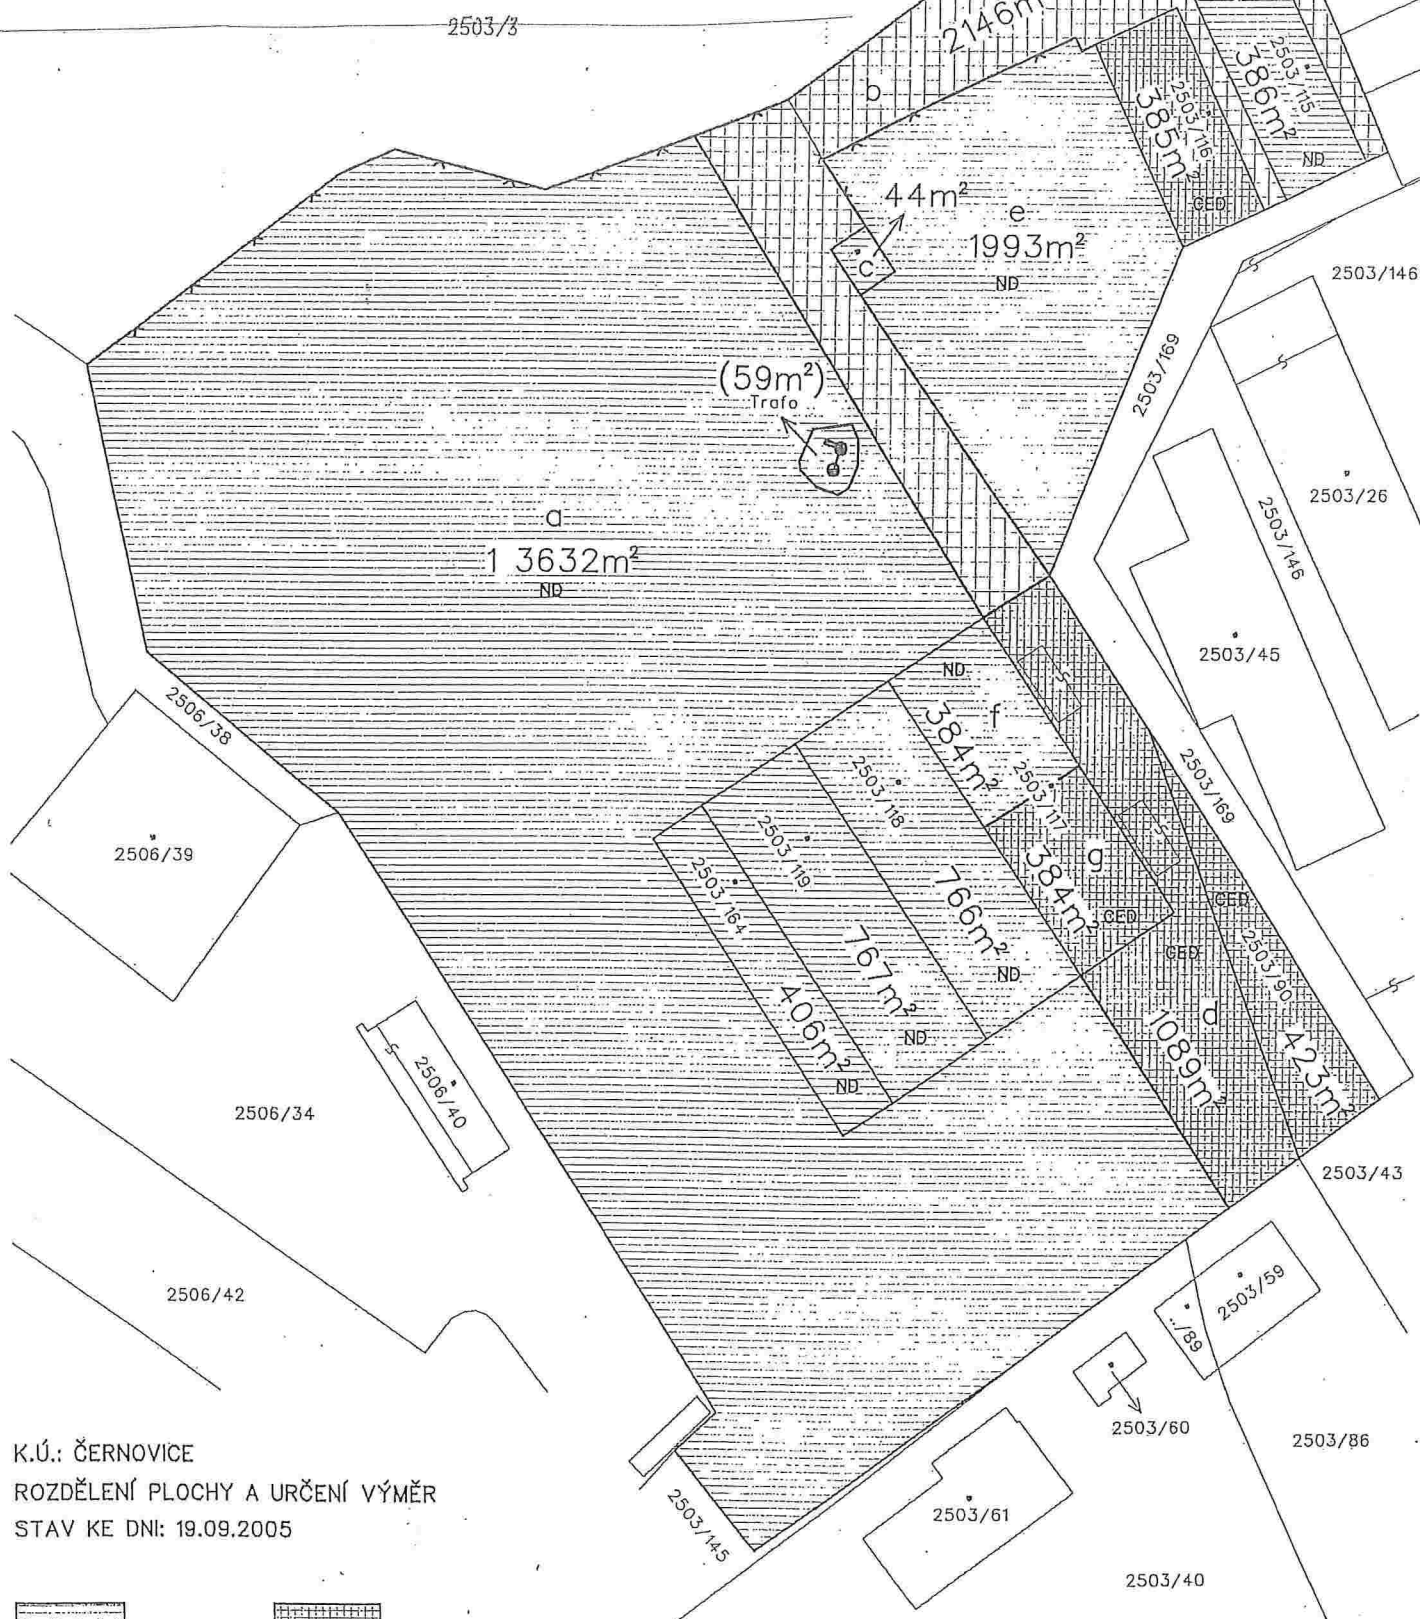 2503/3
2146m
b
2503/115
386m²
ND
2503/116
385m²
CED
44m²
c
e
1993m²
ND
2503/146
2503/169
(59m²)
Trafo
2503/26
2503/146
a
1 3632m²
ND
2503/45
2506/38
ND
f
384m²
2503/118
766m²
ND
2503/117
g
384m²
CED
2503/169
2506/39
2503/119
767m²
ND
2503/164
406m²
ND
CED
CED
2503/90
d
1089m²
423m²
2506/40
2506/34
2503/43
2506/42
2503/59
../89
2503/60
2503/86
K.Ú.: ČERNOVICE
ROZDĚLENÍ PLOCHY A URČENÍ VÝMĚR
STAV KE DNI: 19.09.2005
2503/145
2503/61
2503/40